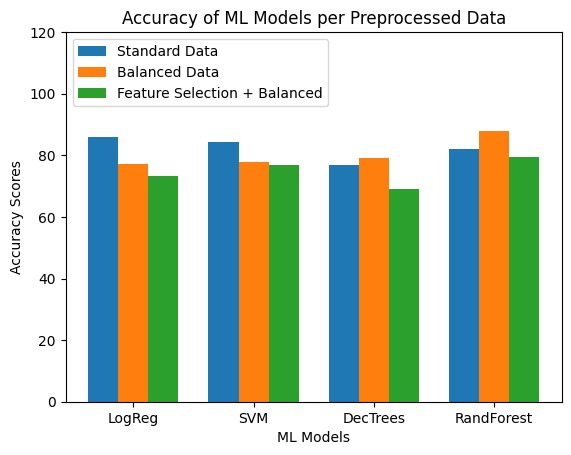 Accuracy of ML Models per Preprocessed Data
120
100
80
60
40
20
0
Accuracy Scores
Standard Data
Balanced Data
Feature Selection + Balanced
LogReg SVM DecTrees RandForest
ML Models